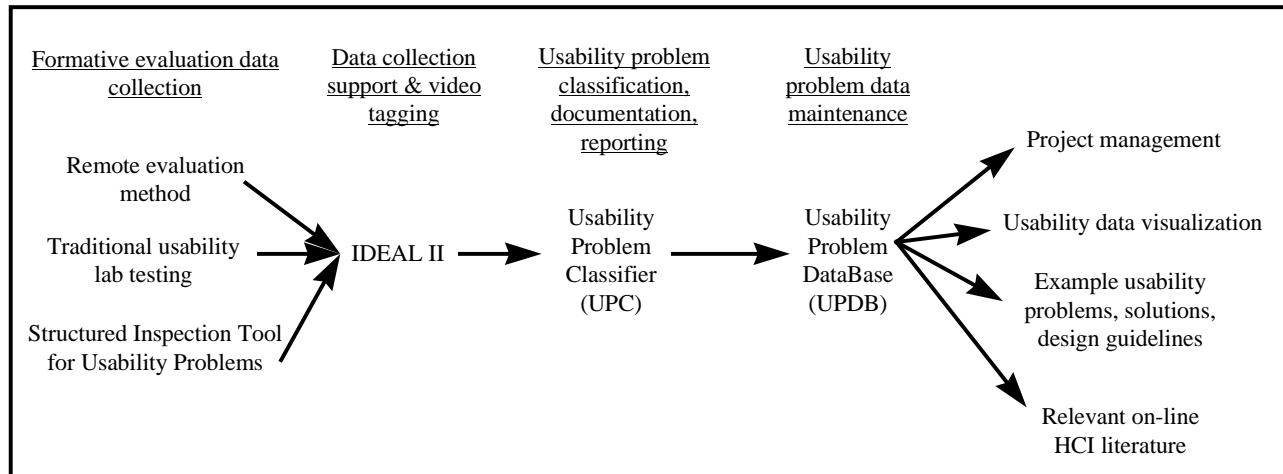 Formative evaluation data
collection
Data collection
support & video
tagging
Usability problem
classification,
documentation,
reporting
Usability
problem data
maintenance
Remote evaluation
method
Traditional usability
lab testing
Structured Inspection Tool
for Usability Problems
IDEAL II
Usability
Problem
Classifier
(UPC)
Usability
Problem
DataBase
(UPDB)
Project management
Usability data visualization
Example usability
problems, solutions,
design guidelines
Relevant on-line
HCI literature